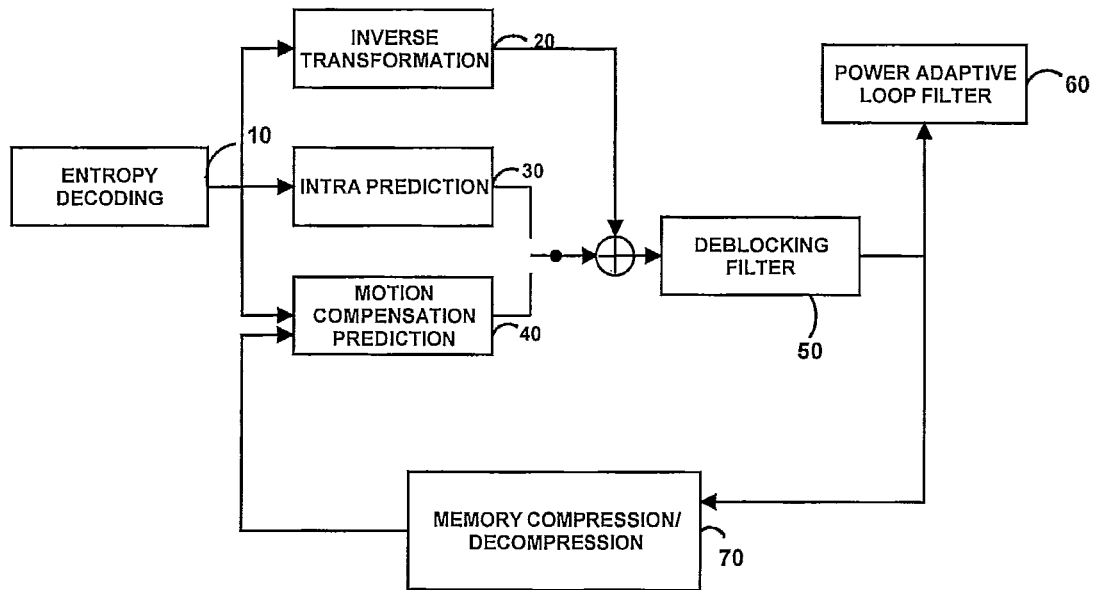 INVERSE
TRANSFORMATION
20
POWER ADAPTIVE
LOOP FILTER
60
10
ENTROPY
DECODING
INTRA PREDICTION
30
DEBLOCKING
FILTER
50
MOTION
COMPENSATION
PREDICTION
40
MEMORY COMPRESSION/
DECOMPRESSION
70